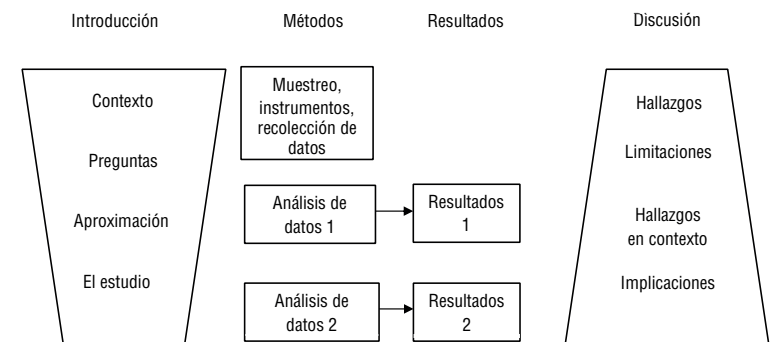 Introducción
Métodos
Resultados
Discusión
Contexto
Preguntas
Aproximación
El estudio
Muestreo,
instrumentos,
recolección de
datos
Análisis de
datos 1
Resultados
1
Análisis de
datos 2
Resultados
2
Hallazgos
Limitaciones
Hallazgos
en contexto
Implicaciones